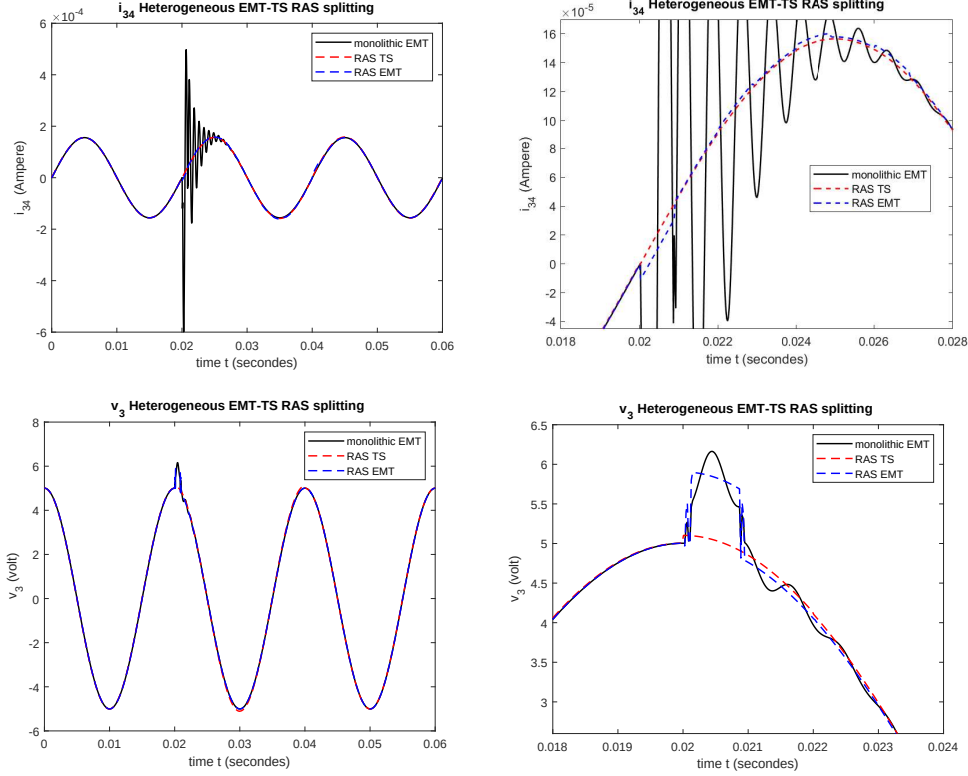 i34 Heterogeneous EMT-TS RAS splitting
×10-4
6
4
2
0
-2
-4
-6
i34 (Ampere)
monolithic EMT
RAS TS
RAS EMT
0 0.01 0.02 0.03 0.04 0.05 0.06
time t (secondes)
i34 Heterogeneous EMT-TS RAS splitting
×10-5
16
14
12
10
8
6
4
2
0
-2
-4
i34 (Ampere)
monolithic EMT
RAS TS
RAS EMT
0.018 0.02 0.022 0.024 0.026 0.028
time t (secondes)
v3 Heterogeneous EMT-TS RAS splitting
8
6
4
2
0
-2
-4
-6
v3 (volt)
monolithic EMT
RAS TS
RAS EMT
0 0.01 0.02 0.03 0.04 0.05 0.06
time t (secondes)
v3 Heterogeneous EMT-TS RAS splitting
6.5
6
5.5
5
4.5
4
3.5
3
v3 (volt)
monolithic EMT
RAS TS
RAS EMT
0.018 0.019 0.02 0.021 0.022 0.023 0.024
time t (secondes)